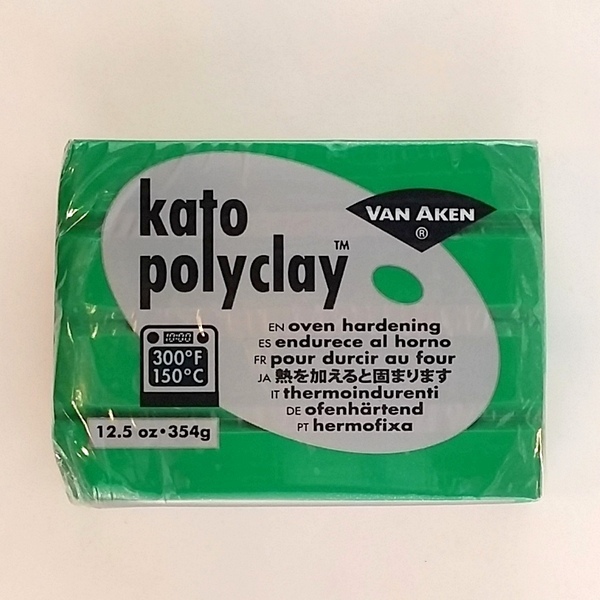 kato
polyclay™
VAN AKEN
®
EN oven hardening
ES endurece al horno
FR pour durcir au four
JA 熱を加えると固まります
IT thermoindurenti
DE ofenhärtend
PT hermofixa
10:00
300°F
150°C
12.5 oz•354g